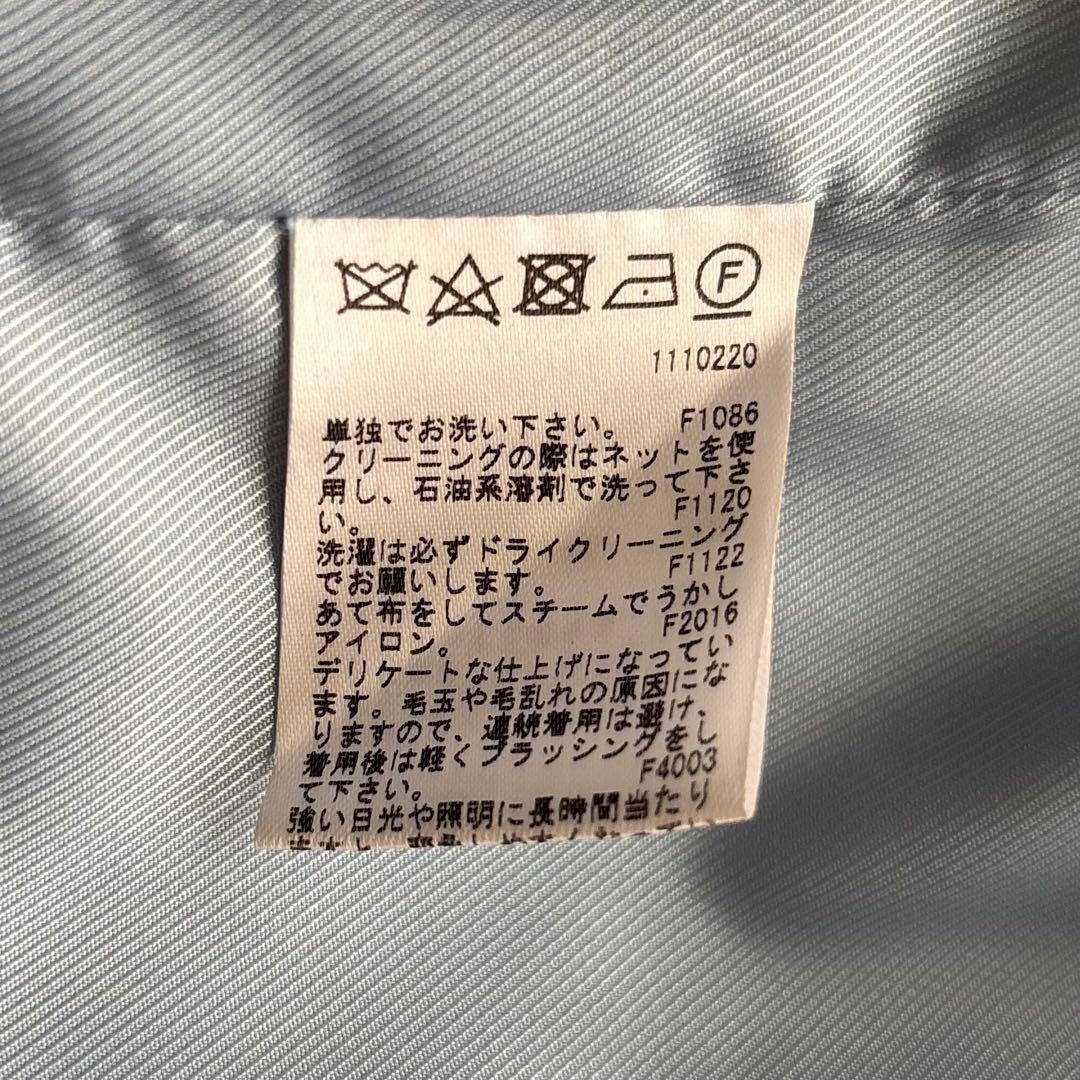 F
1110220
単独でお洗い下さい。 F1086
クリーニングの際はネットを使
用し、石油系溶剤で洗って下さ
い。 F1120
洗濯は必ずドライクリーニング
でお願いします。 F1122
あて布をしてスチームでうかし
アイロン。 F2016
デリケートな仕上げになってい
ます。毛玉や毛乱れの原因にな
りますので、連続着用は避け、
着用後は軽くブラッシングをし
て下さい。 F4003
強い日光や照明に長時間当たり